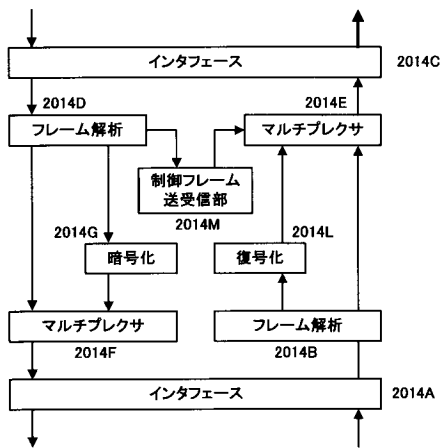 インタフェース
2014C
2014D
2014E
フレーム解析
マルチプレクサ
制御フレーム
送受信部
2014M
2014G
2014L
暗号化
復号化
マルチプレクサ
フレーム解析
2014F
2014B
インタフェース
2014A